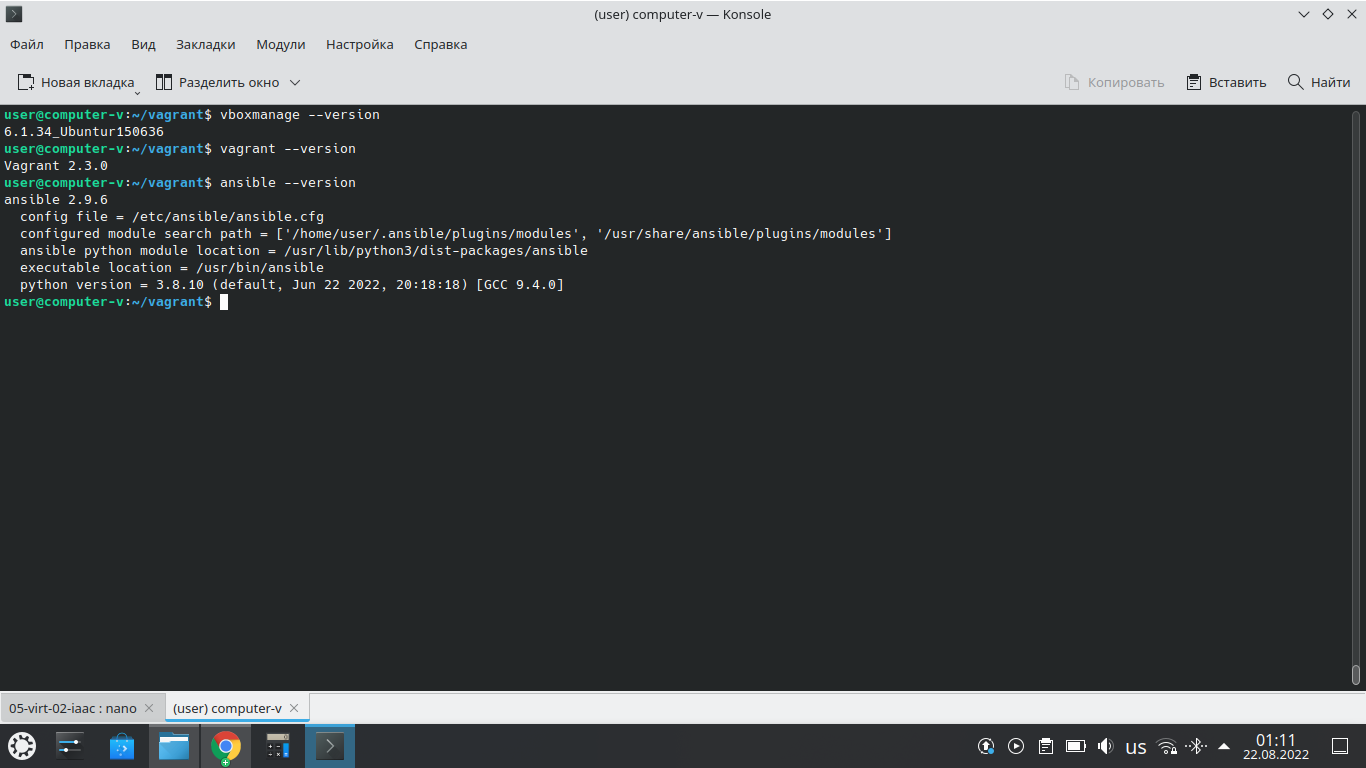 (user) computer-v — Konsole
Файл Правка Вид Закладки Модули Настройка Справка
Новая вкладка Разделить окно Копировать Вставить Найти
user@computer-v:~/vagrant$ vboxmanage --version
6.1.34_Ubuntur150636
user@computer-v:~/vagrant$ vagrant --version
Vagrant 2.3.0
user@computer-v:~/vagrant$ ansible --version
ansible 2.9.6
  config file = /etc/ansible/ansible.cfg
  configured module search path = ['/home/user/.ansible/plugins/modules', '/usr/share/ansible/plugins/modules']
  ansible python module location = /usr/lib/python3/dist-packages/ansible
  executable location = /usr/bin/ansible
  python version = 3.8.10 (default, Jun 22 2022, 20:18:18) [GCC 9.4.0]
user@computer-v:~/vagrant$
05-virt-02-iaac : nano (user) computer-v
us 01:11
22.08.2022